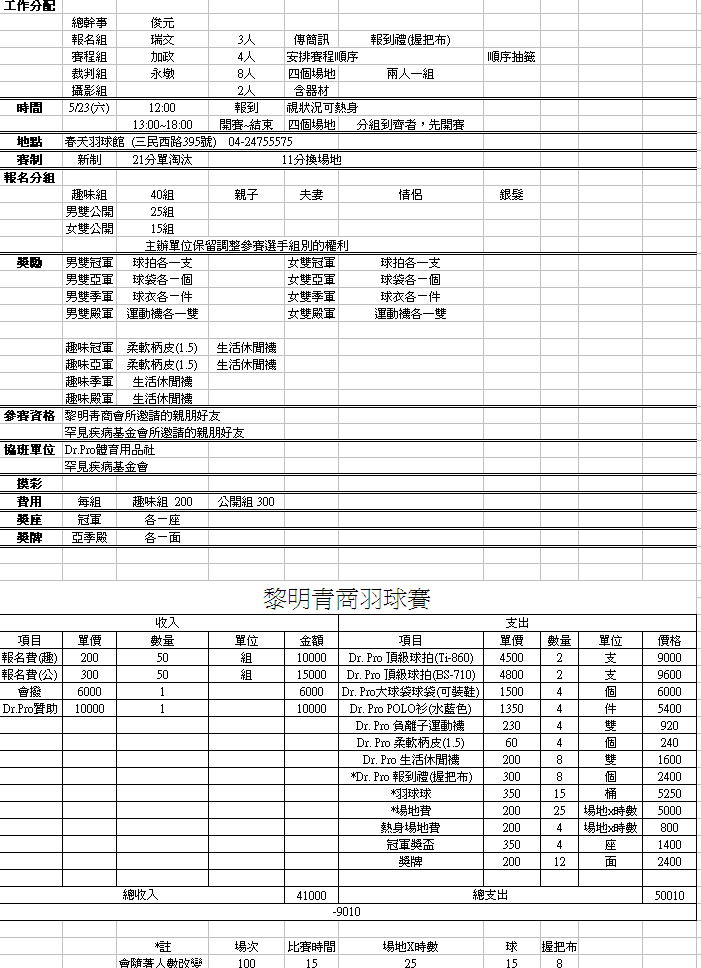 工作分配
總幹事 俊元
報名組 瑞文 3人 傳簡訊 報到禮(握把布)
賽程組 加政 4人 安排賽程順序 順序抽籤
裁判組 永墩 8人 四個場地 兩人一組
攝影組 2人 含器材
時間 5/23(六) 12:00 報到 視狀況可熱身
13:00~18:00 開賽~結束 四個場地 分組到齊者，先開賽
地點 春天羽球館 (三民西路395號) 04-24755575
賽制 新制 21分單淘汰 11分換場地
報名分組
趣味組 40組 親子 夫妻 情侶 銀髮
男雙公開 25組
女雙公開 15組
主辦單位保留調整參賽選手組別的權利
獎勵 男雙冠軍 球拍各一支 女雙冠軍 球拍各一支
男雙亞軍 球袋各一個 女雙亞軍 球袋各一個
男雙季軍 球衣各一件 女雙季軍 球衣各一件
男雙殿軍 運動襪各一雙 女雙殿軍 運動襪各一雙
趣味冠軍 柔軟柄皮(1.5) 生活休閒襪
趣味亞軍 柔軟柄皮(1.5) 生活休閒襪
趣味季軍 生活休閒襪
趣味殿軍 生活休閒襪
參賽資格 黎明青商會所邀請的親朋好友
罕見疾病基金會所邀請的親朋好友
協班單位 Dr.Pro體育用品社
罕見疾病基金會
摸彩
費用 每組 趣味組 200 公開組 300
獎座 冠軍 各一座
獎牌 亞季殿 各一面
黎明青商羽球賽
收入 支出
項目 單價 數量 單位 金額 項目 單價 數量 單位 價格
報名費(趣) 200 50 組 10000 Dr. Pro 頂級球拍(Ti-860) 4500 2 支 9000
報名費(公) 300 50 組 15000 Dr. Pro 頂級球拍(BS-710) 4800 2 支 9600
會撥 6000 1 6000 Dr. Pro大球袋球袋(可裝鞋) 1500 4 個 6000
Dr.Pro贊助 10000 1 10000 Dr. Pro POLO衫(水藍色) 1350 4 件 5400
Dr. Pro 負離子運動襪 230 4 雙 920
Dr. Pro 柔軟柄皮(1.5) 60 4 個 240
Dr. Pro 生活休閒襪 200 8 雙 1600
*Dr. Pro 報到禮(握把布) 300 8 個 2400
*羽球球 350 15 桶 5250
*場地費 200 25 場地x時數 5000
熱身場地費 200 4 場地x時數 800
冠軍獎盃 350 4 座 1400
獎牌 200 12 面 2400
總收入 41000 總支出 50010
-9010
*註 場次 比賽時間 場地X時數 球 握把布
會隨著人數改變 100 15 25 15 8